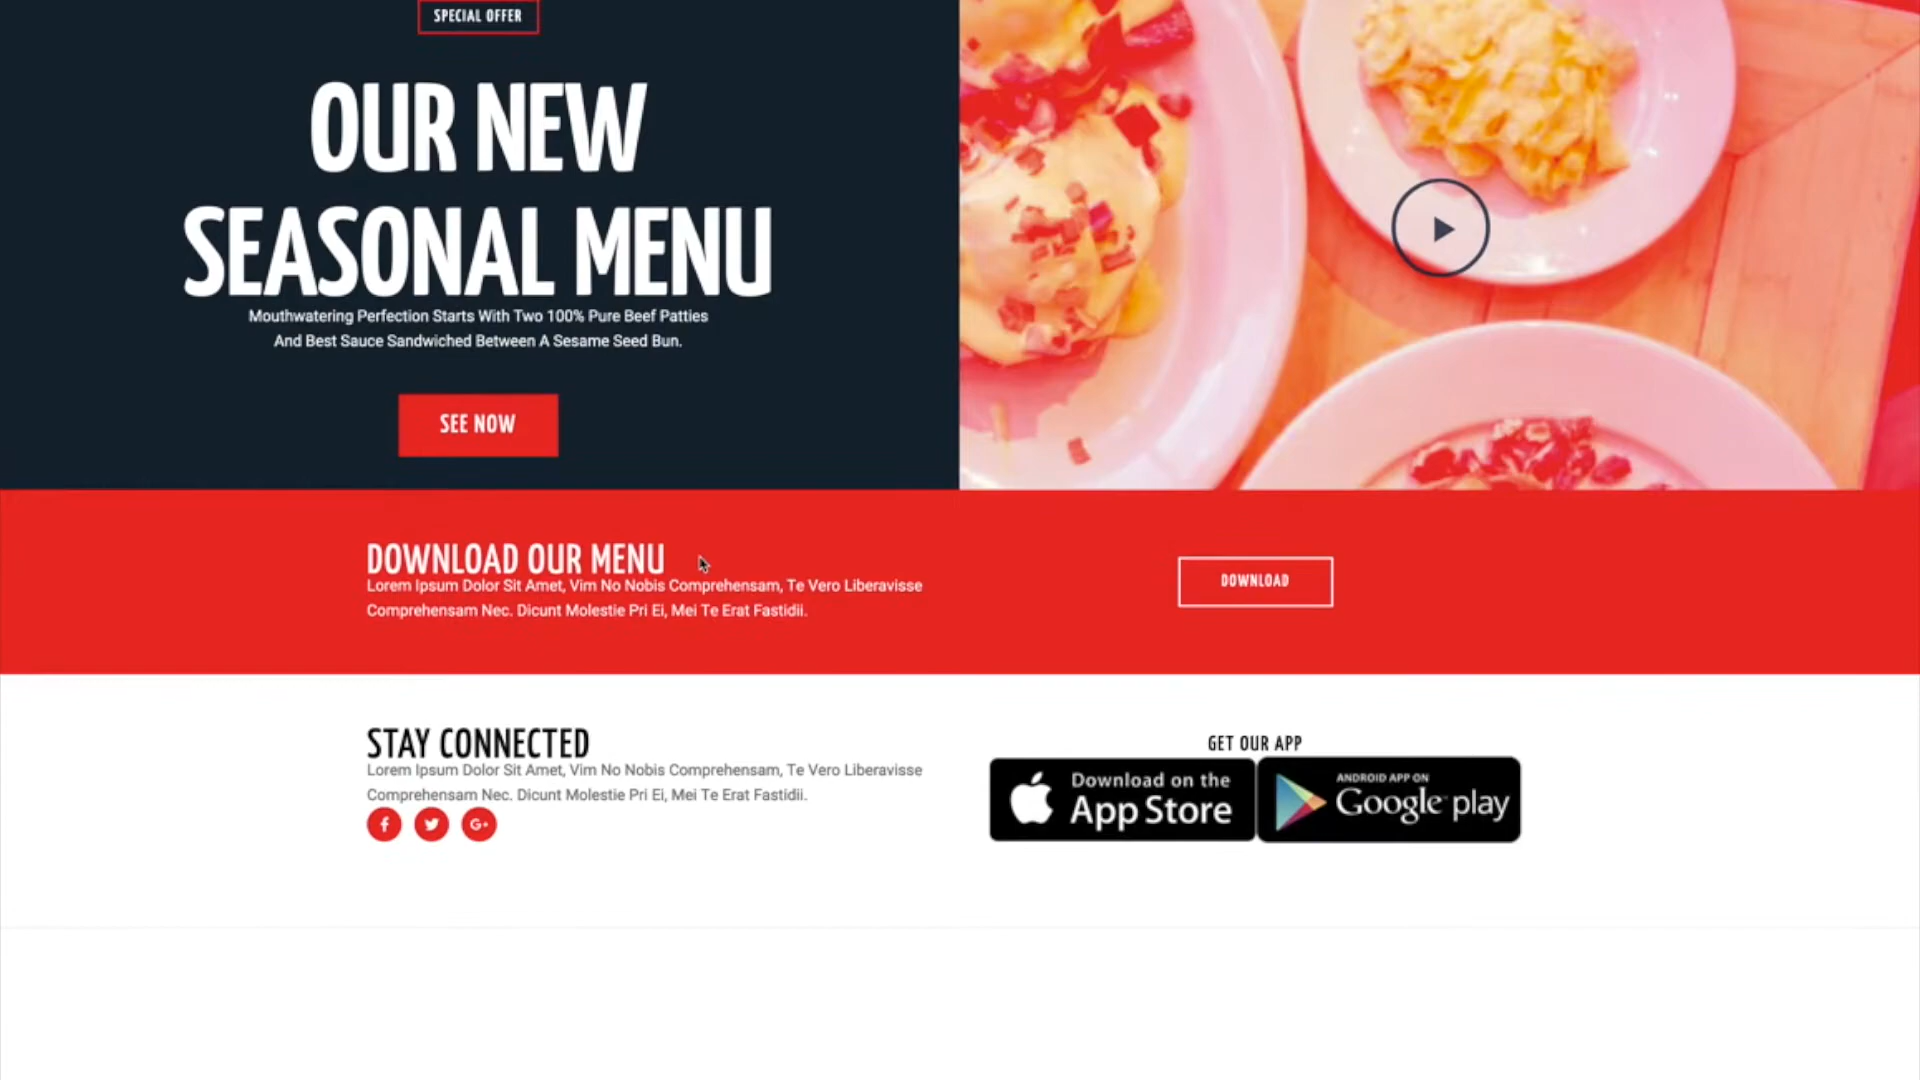 SPECIAL OFFER
OUR NEW
SEASONAL MENU
Mouthwatering Perfection Starts With Two 100% Pure Beef Patties
And Best Sauce Sandwiched Between A Sesame Seed Bun.
SEE NOW
DOWNLOAD OUR MENU
Lorem Ipsum Dolor Sit Amet, Vim No Nobis Comprehensam, Te Vero Liberavisse
Comprehensam Nec. Dicunt Molestie Pri Ei, Mei Te Erat Fastidii.
DOWNLOAD
STAY CONNECTED
Lorem Ipsum Dolor Sit Amet, Vim No Nobis Comprehensam, Te Vero Liberavisse
Comprehensam Nec. Dicunt Molestie Pri Ei, Mei Te Erat Fastidii.
f
G+
GET OUR APP
Download on the
App Store
ANDROID APP ON
Google play